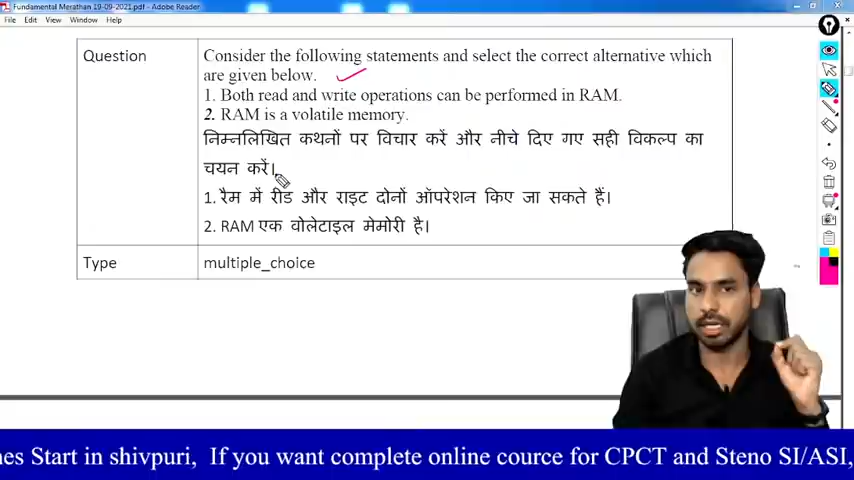 Fundamental Merathan 19-09-2021.pdf - Adobe Reader
File Edit View Window Help
Question
Consider the following statements and select the correct alternative which
are given below.
1. Both read and write operations can be performed in RAM.
2. RAM is a volatile memory.
निम्नलिखित कथनों पर विचार करें और नीचे दिए गए सही विकल्प का
चयन करें।
1. रैम में रीड और राइट दोनों ऑपरेशन किए जा सकते हैं।
2. RAM एक वोलेटाइल मेमोरी है।
Type
multiple_choice
nes Start in shivpuri, If you want complete online cource for CPCT and Steno SI/ASI,